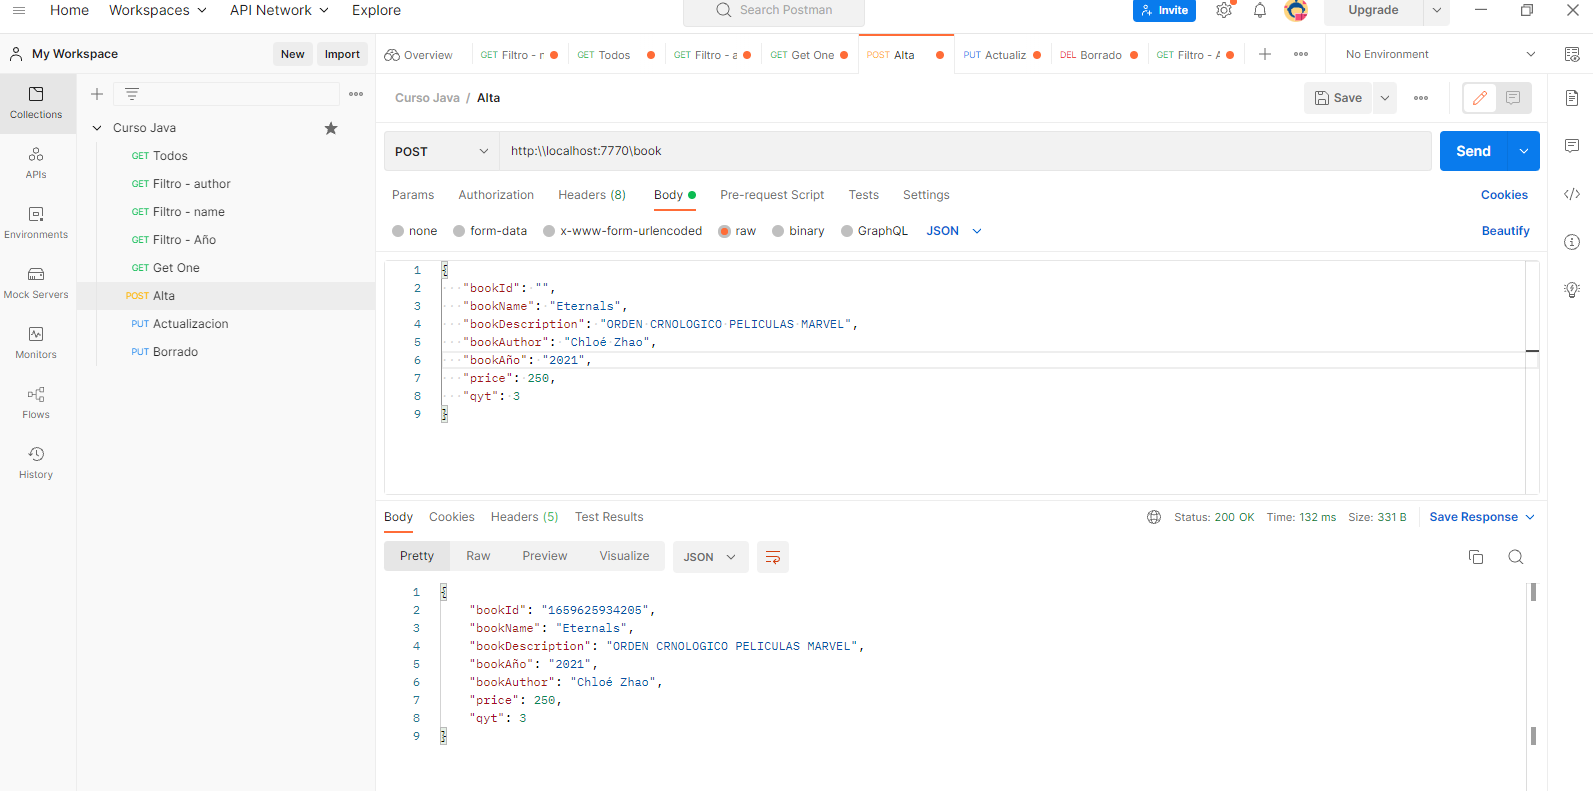 Home Workspaces API Network Explore Search Postman Invite Upgrade
My Workspace New Import
Overview GET Filtro - r GET Todos GET Filtro - a GET Get One POST Alta PUT Actualiz DEL Borrado GET Filtro - A No Environment
Collections
APIs
Environments
Mock Servers
Monitors
Flows
History
Curso Java
GET Todos
GET Filtro - author
GET Filtro - name
GET Filtro - Año
GET Get One
POST Alta
PUT Actualizacion
PUT Borrado
Curso Java / Alta Save
POST http:\\localhost:7770\book Send
Params Authorization Headers (8) Body Pre-request Script Tests Settings Cookies
none form-data x-www-form-urlencoded raw binary GraphQL JSON Beautify
1 {
2 "bookId": "",
3 "bookName": "Eternals",
4 "bookDescription": "ORDEN CRNOLOGICO PELICULAS MARVEL",
5 "bookAuthor": "Chloé Zhao",
6 "bookAño": "2021",
7 "price": 250,
8 "qyt": 3
9 }
Body Cookies Headers (5) Test Results Status: 200 OK Time: 132 ms Size: 331 B Save Response
Pretty Raw Preview Visualize JSON
1 {
2 "bookId": "1659625934205",
3 "bookName": "Eternals",
4 "bookDescription": "ORDEN CRNOLOGICO PELICULAS MARVEL",
5 "bookAño": "2021",
6 "bookAuthor": "Chloé Zhao",
7 "price": 250,
8 "qyt": 3
9 }